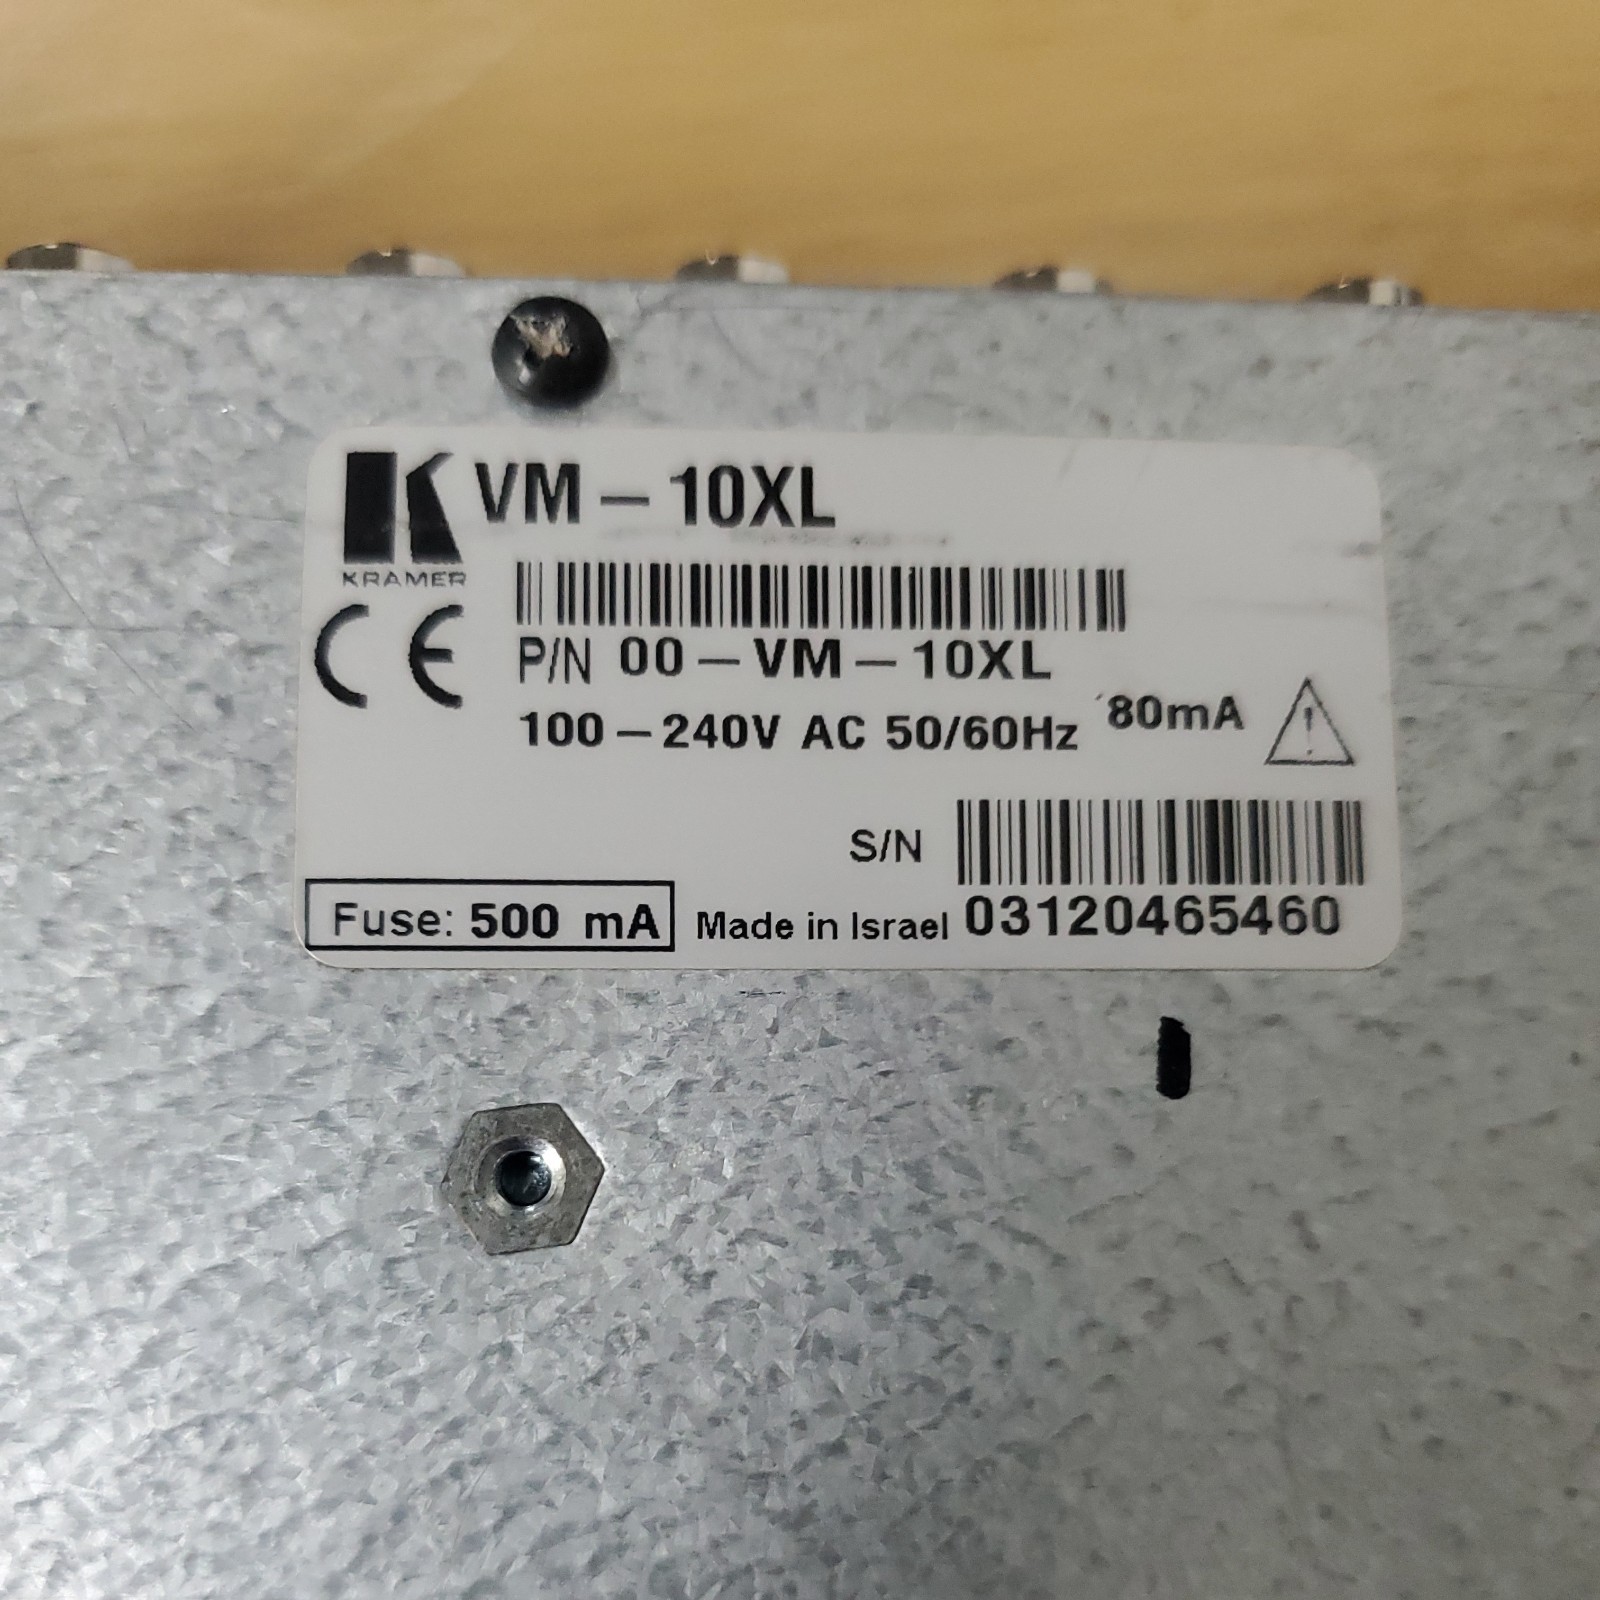 K VM – 10XL
KRAMER
CE
P/N 00 – VM – 10XL
100 – 240V AC 50/60Hz 80mA
S/N
Fuse: 500 mA Made in Israel 03120465460